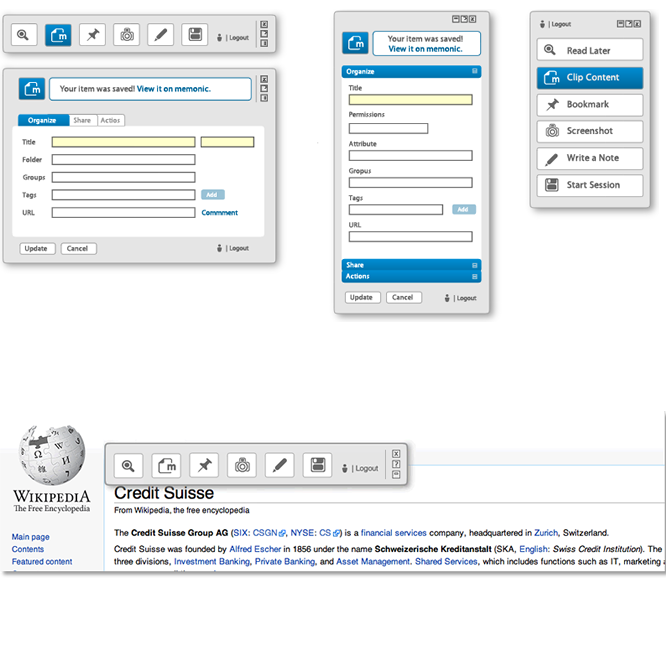 m
| Logout
m
Your item was saved! View it on memonic.
Organize Share Action
Title
Folder
Groups
Tags Add
URL Commment
Update Cancel | Logout
m
Your item was saved!
View it on memonic.
Organize
Title
Permissions
Attribute
Gropus
Tags
Add
URL
Share
Actions
Update Cancel | Logout
| Logout
Read Later
m Clip Content
Bookmark
Screenshot
Write a Note
Start Session
m
| Logout
WIKIPEDIA
The Free Encyclopedia
Main page
Contents
Featured content
Credit Suisse
From Wikipedia, the free encyclopedia
The Credit Suisse Group AG (SIX: CSGN, NYSE: CS) is a financial services company, headquartered in Zurich, Switzerland.
Credit Suisse was founded by Alfred Escher in 1856 under the name Schweizerische Kreditanstalt (SKA, English: Swiss Credit Institution). The
three divisions, Investment Banking, Private Banking, and Asset Management. Shared Services, which includes functions such as IT, marketing